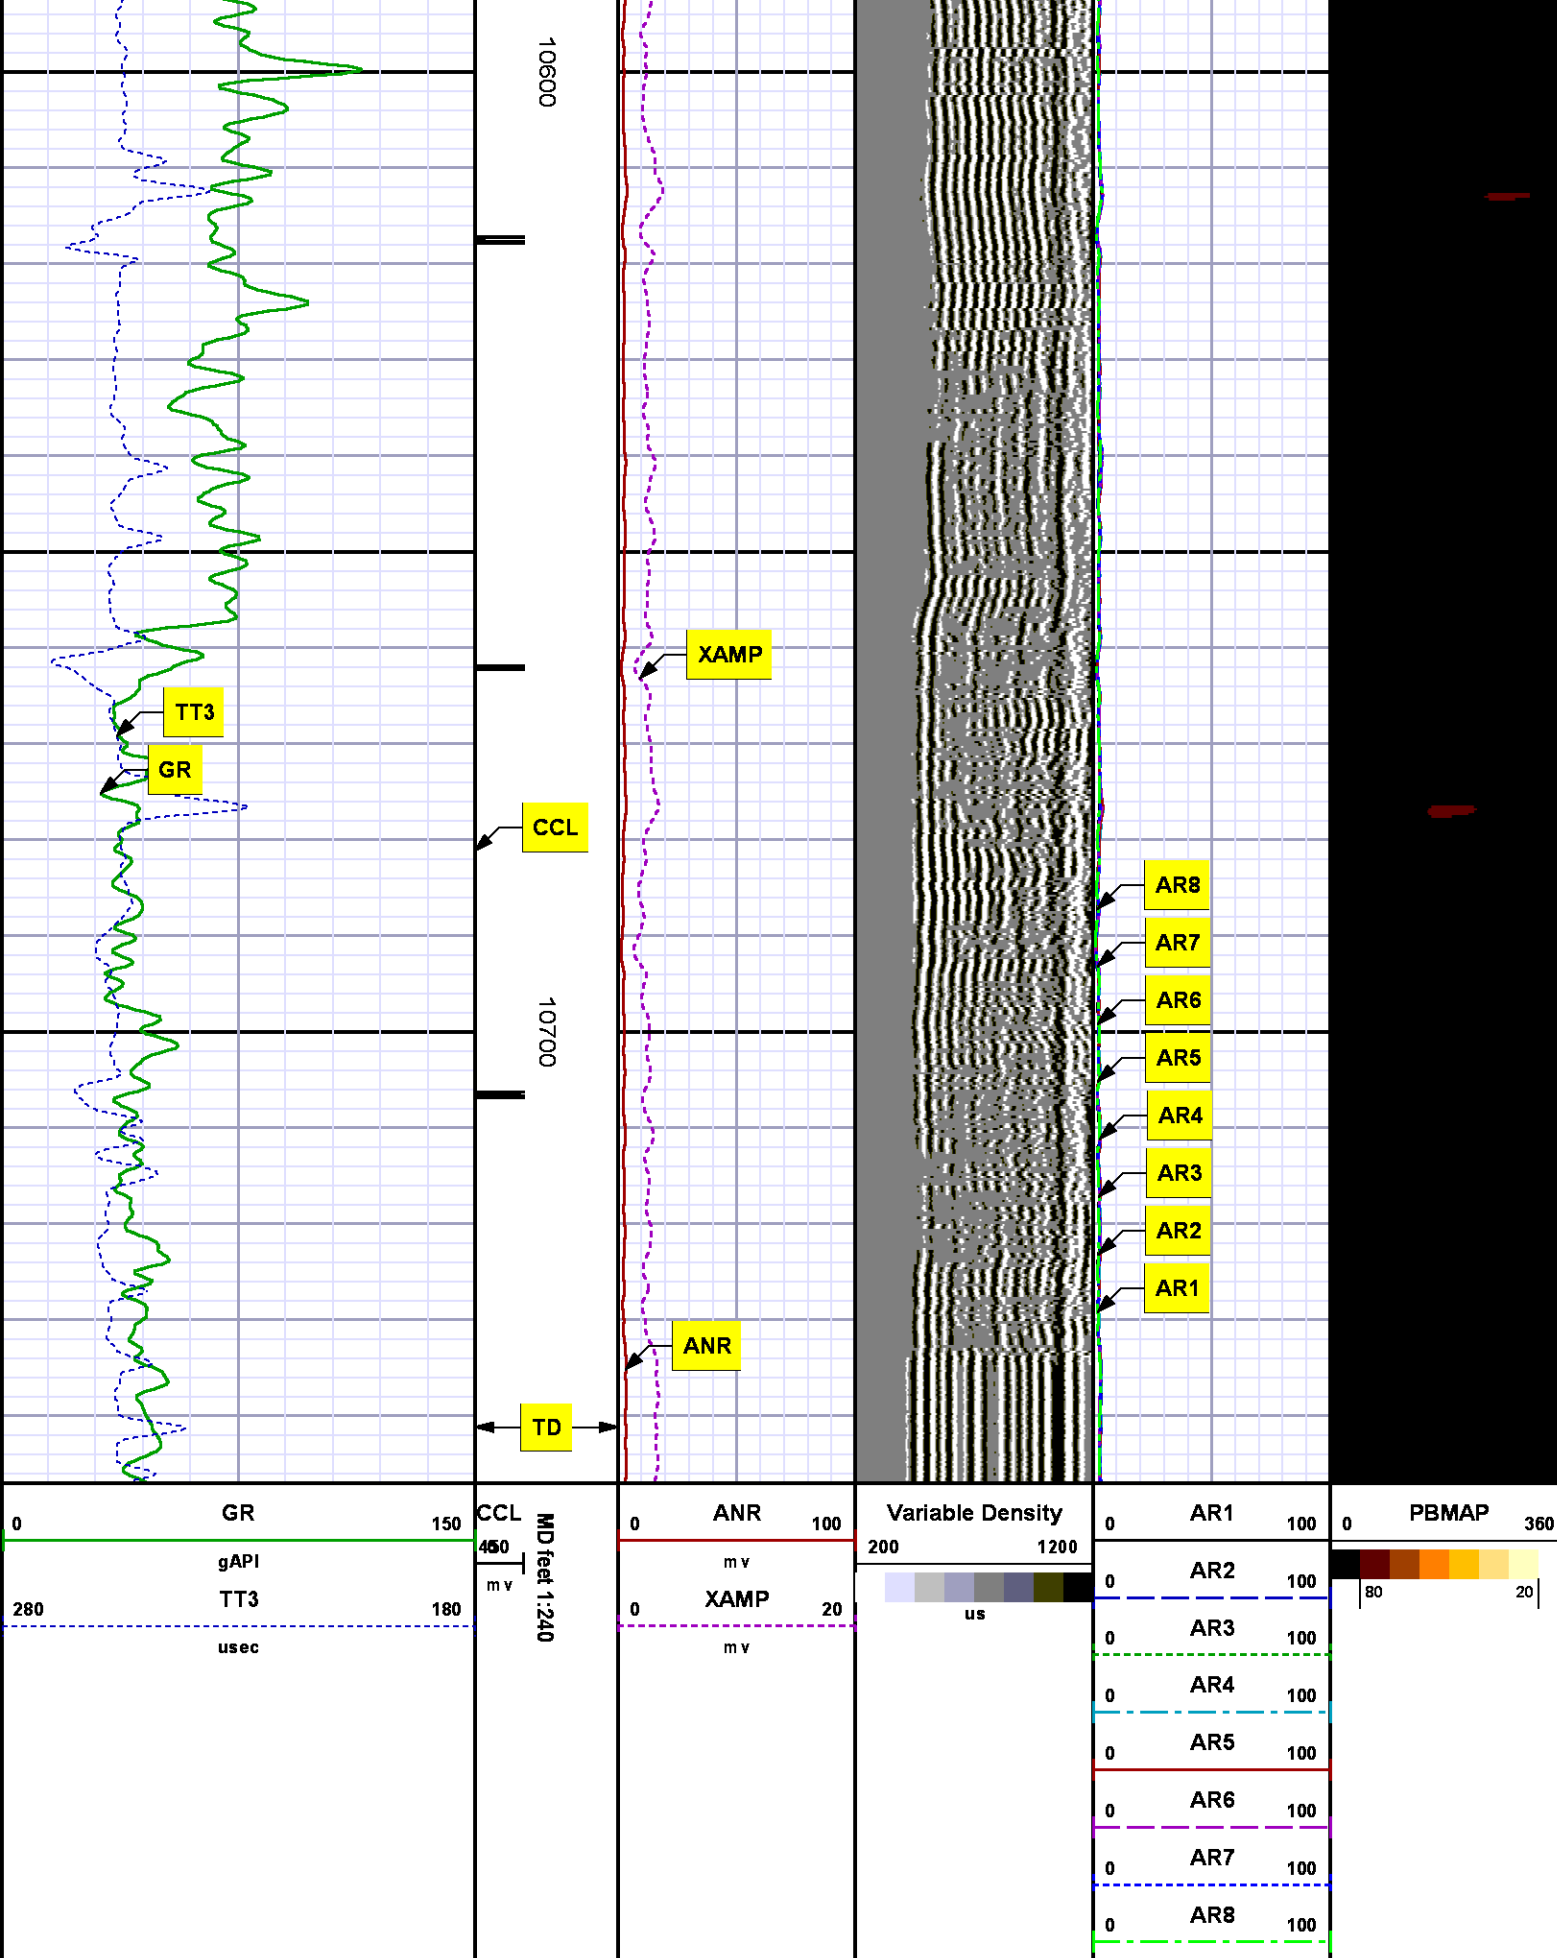 10600
XAMP
TT3
GR
CCL
AR8
AR7
AR6
10700
AR5
AR4
AR3
AR2
AR1
ANR
TD
0 GR 150
gAPI
280 TT3 180
usec
CCL
mv
MD feet 1:240
0 ANR 100
mv
0 XAMP 20
mv
Variable Density
200 1200
us
0 AR1 100
0 AR2 100
0 AR3 100
0 AR4 100
0 AR5 100
0 AR6 100
0 AR7 100
0 AR8 100
0 PBMAP 360
80 20